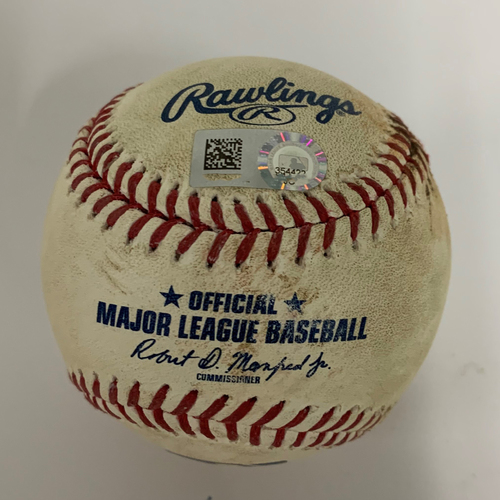 Rawlings
R
OFFICIAL
MAJOR LEAGUE BASEBALL
Robert D. Manfred Jr.
COMMISSIONER